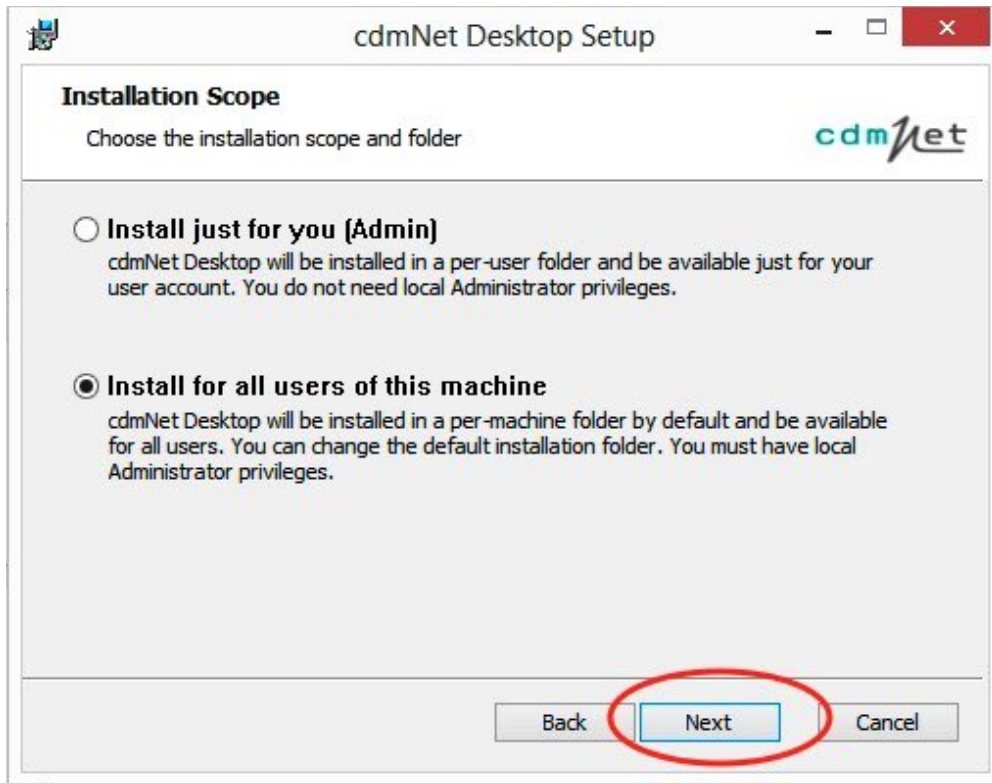 cdmNet Desktop Setup
Installation Scope
Choose the installation scope and folder
cdmNet
Install just for you (Admin)
cdmNet Desktop will be installed in a per-user folder and be available just for your
user account. You do not need local Administrator privileges.
Install for all users of this machine
cdmNet Desktop will be installed in a per-machine folder by default and be available
for all users. You can change the default installation folder. You must have local
Administrator privileges.
Back Next Cancel